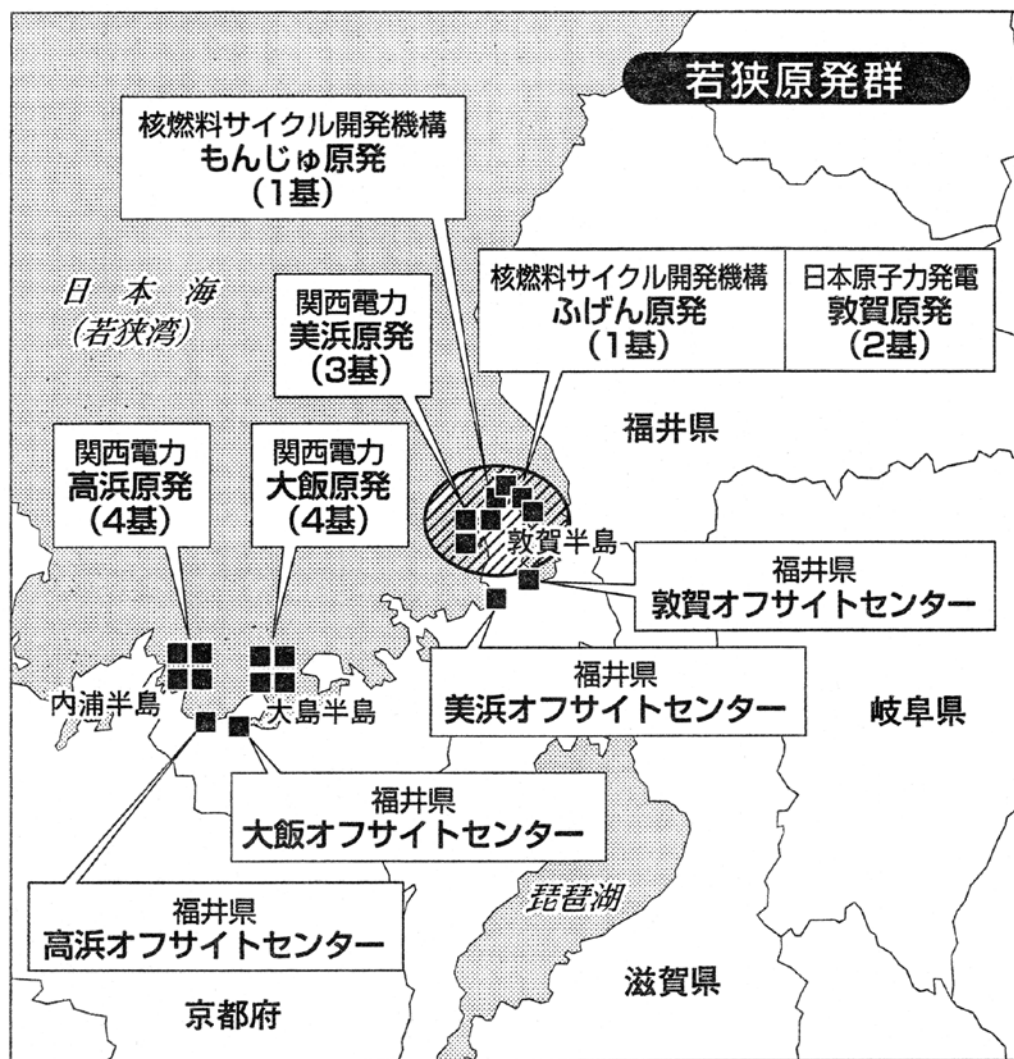 若狭原発群
核燃料サイクル開発機構
もんじゅ原発
(1基)
日本海
(若狭湾)
関西電力
美浜原発
(3基)
核燃料サイクル開発機構
ふげん原発
(1基)
日本原子力発電
敦賀原発
(2基)
福井県
関西電力
高浜原発
(4基)
関西電力
大飯原発
(4基)
敦賀半島
福井県
敦賀オフサイトセンター
福井県
美浜オフサイトセンター
岐阜県
内浦半島
大島半島
福井県
大飯オフサイトセンター
福井県
高浜オフサイトセンター
琵琶湖
滋賀県
京都府